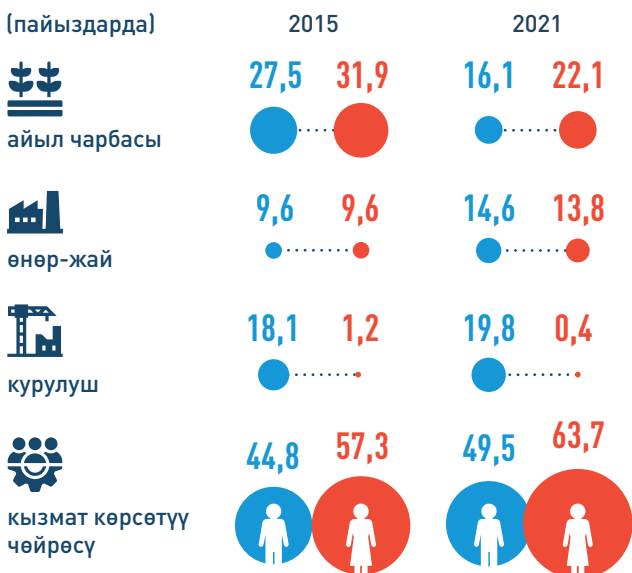 (пайыздарда) 2015 2021
27,5 31,9 16,1 22,1
айыл чарбасы
9,6 9,6 14,6 13,8
өнөр-жай
18,1 1,2 19,8 0,4
курулуш
44,8 57,3 49,5 63,7
кызмат көрсөтүү
чөйрөсү